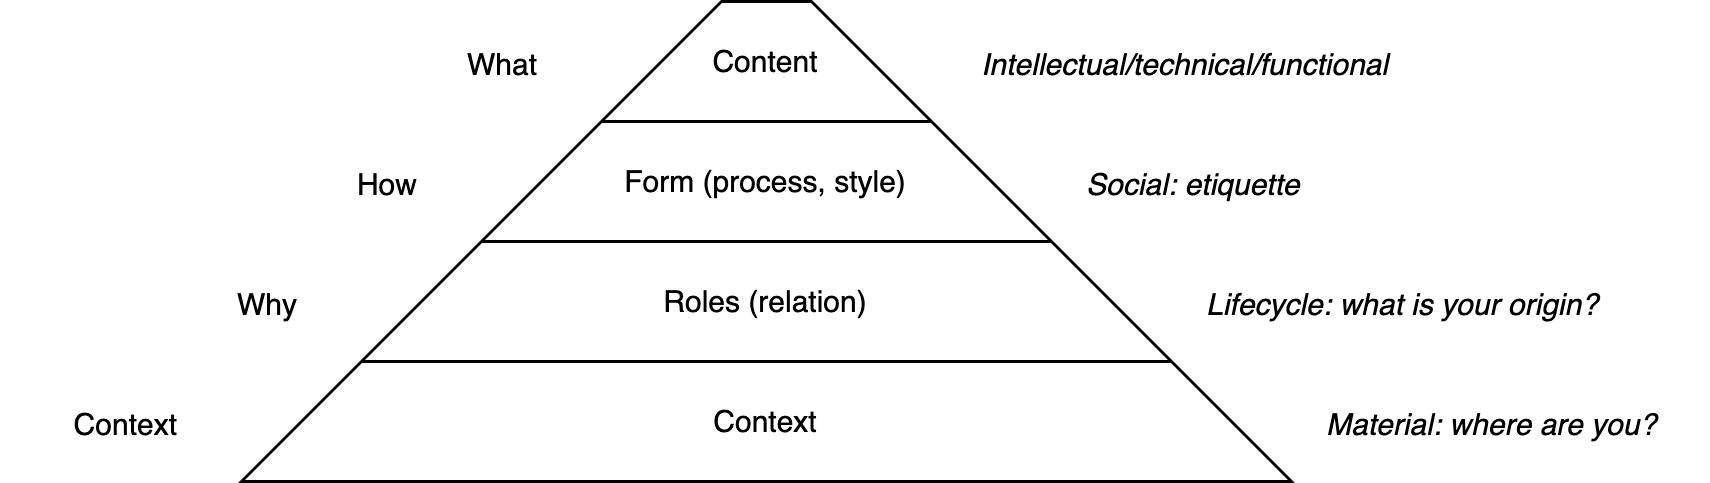 What Content Intellectual/technical/functional
How Form (process, style) Social: etiquette
Why Roles (relation) Lifecycle: what is your origin?
Context Context Material: where are you?